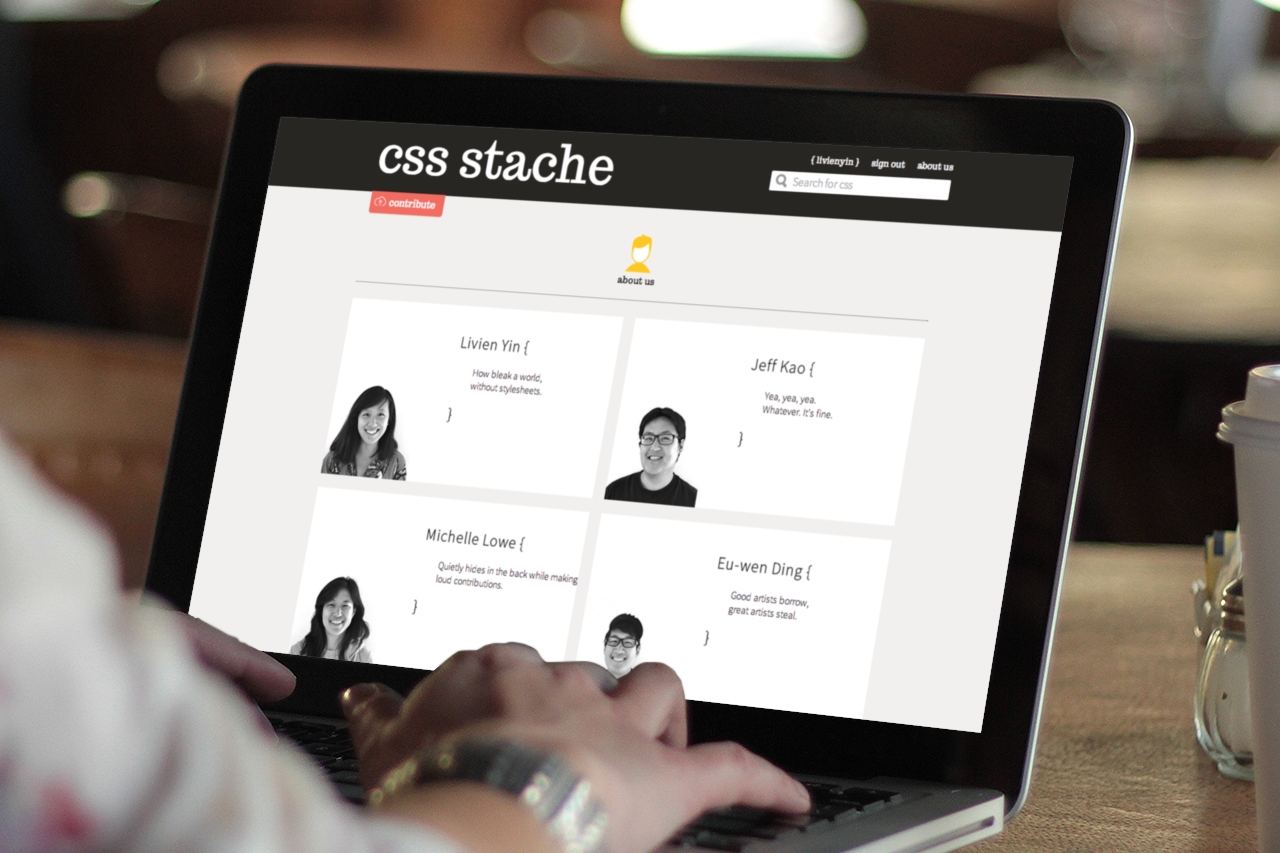 css stache
{ livienyin } sign out about us
Search for css
contribute
about us
Livien Yin {
How bleak a world,
without stylesheets.
}
Jeff Kao {
Yea, yea, yea.
Whatever. It's fine.
}
Michelle Lowe {
Quietly hides in the back while making
loud contributions.
}
Eu-wen Ding {
Good artists borrow,
great artists steal.
}